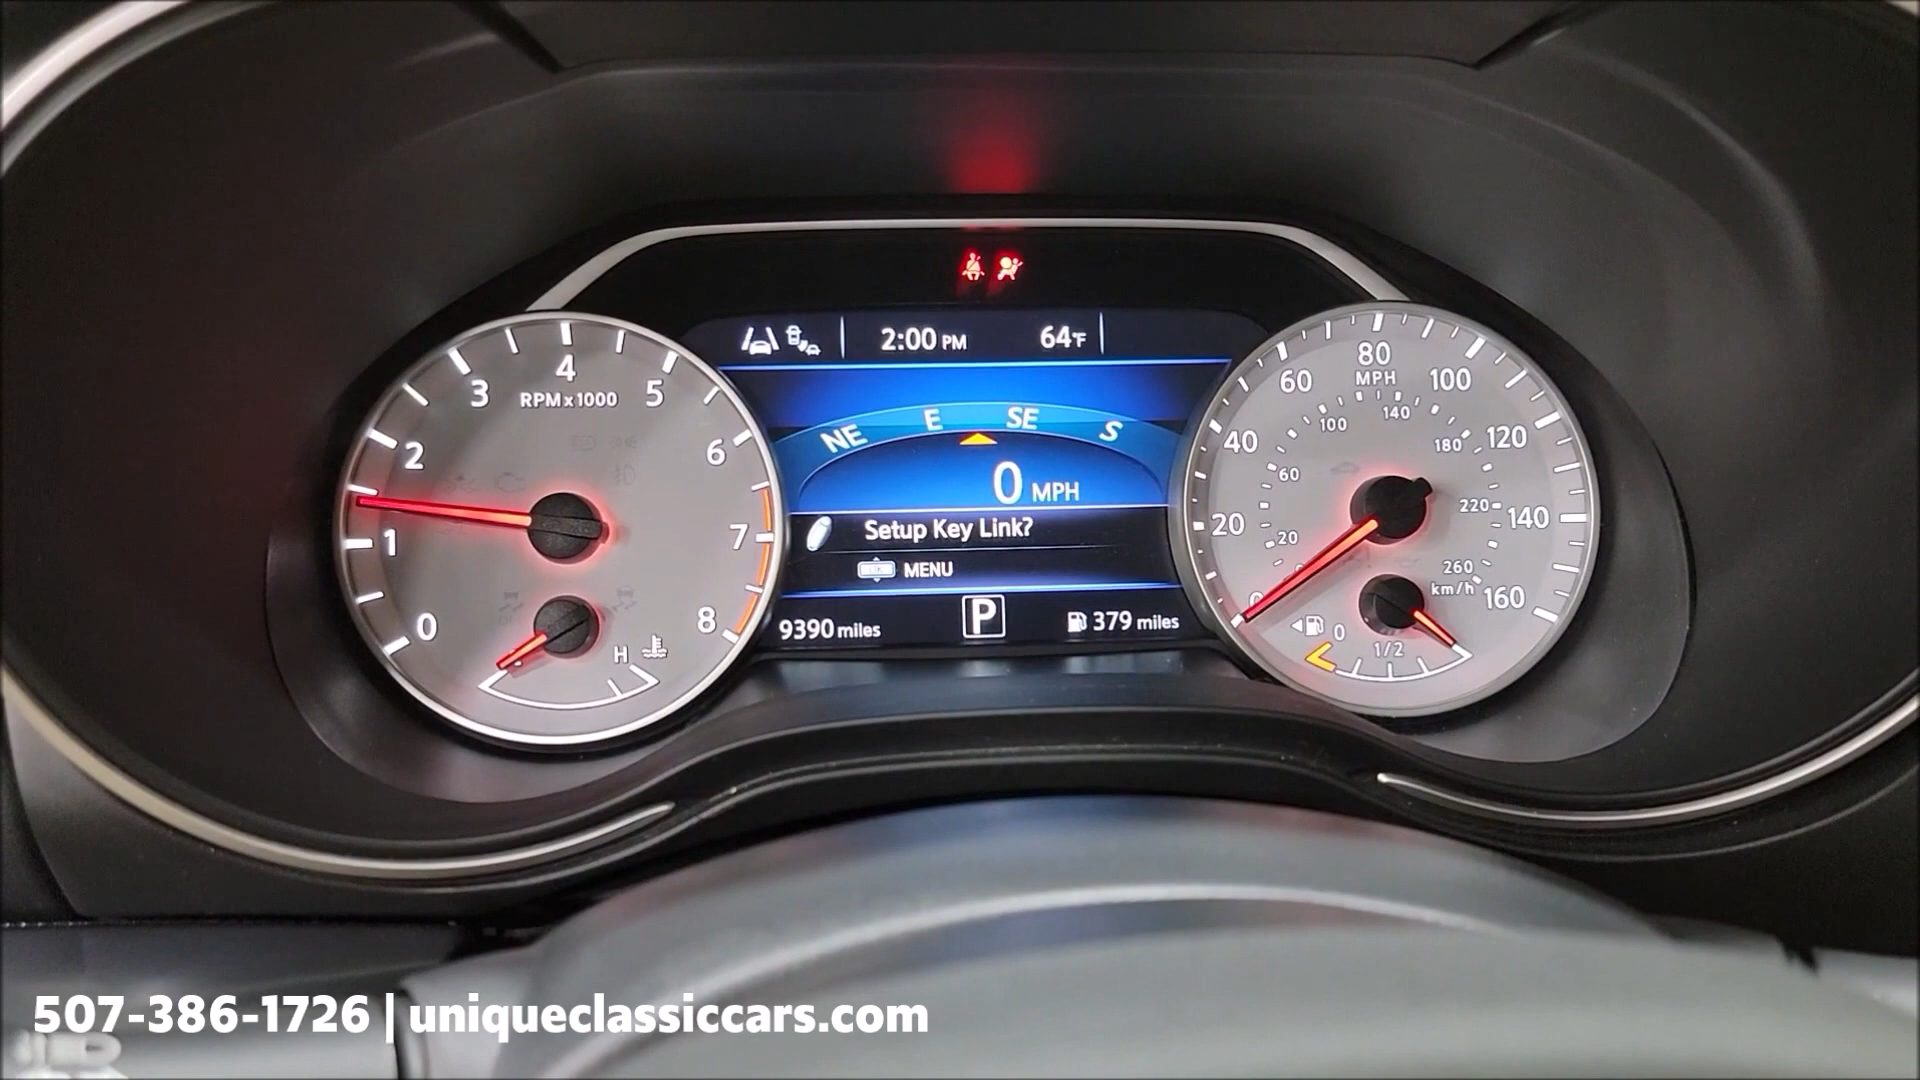 2:00 PM 64°F
NE E SE S
0 MPH
Setup Key Link?
OK MENU
9390 miles P 379 miles
0 1 2 3 4 5 6 7 8
RPM x 1000
H
0 20 40 60 80 100 120 140 160
MPH
20 60 100 140 180 220 260
km/h
0 1/2
507-386-1726 | uniqueclassiccars.com